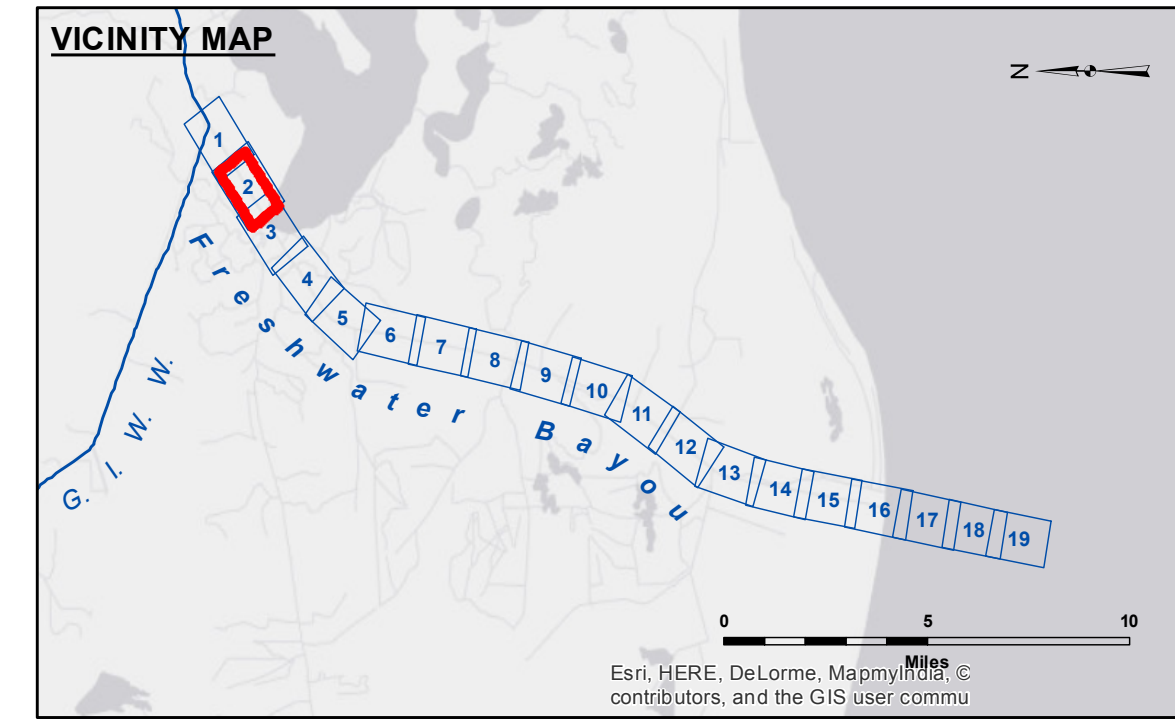 VICINITY MAP
N
1
2
3
4
5
6
7
8
9
10
11
12
13
14
15
16
17
18
19
Freshwater Bayou
G. I. W. W.
0 5 10
Miles
Esri, HERE, DeLorme, MapmyIndia, ©
contributors, and the GIS user commu